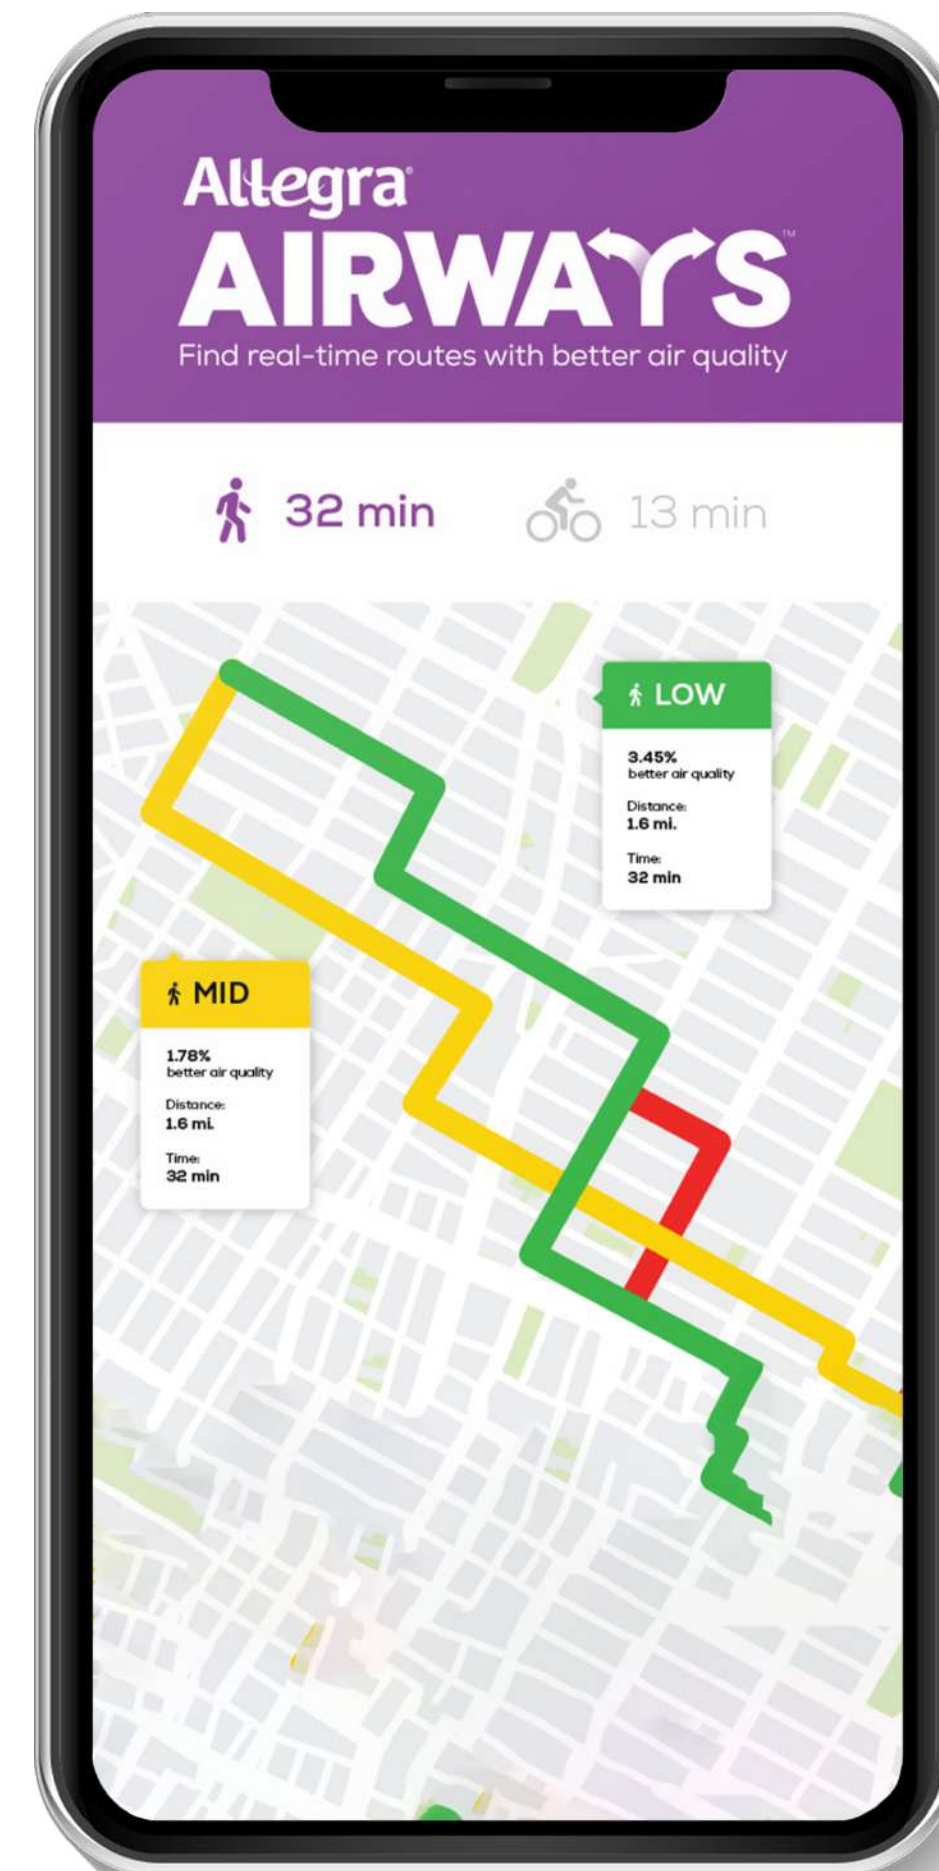 Allegra®
AIRWAYS™
Find real-time routes with better air quality
32 min
13 min
LOW
3.45%
better air quality
Distance:
1.6 mi.
Time:
32 min
MID
1.78%
better air quality
Distance:
1.6 mi.
Time:
32 min